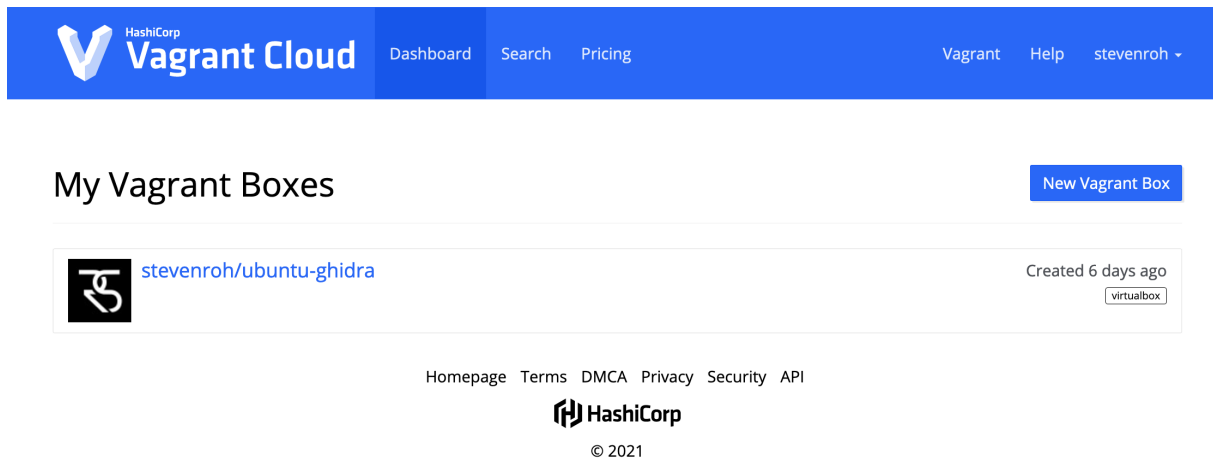 HashiCorp
Vagrant Cloud
Dashboard Search Pricing Vagrant Help stevenroh
My Vagrant Boxes
New Vagrant Box
stevenroh/ubuntu-ghidra
Created 6 days ago
virtualbox
Homepage Terms DMCA Privacy Security API
HashiCorp
© 2021